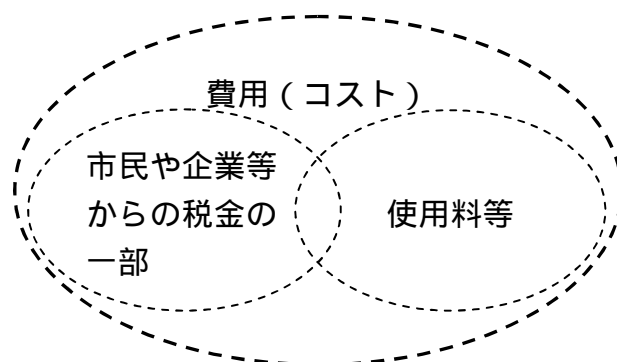 費用(コスト)
市民や企業等
からの税金の
一部
使用料等